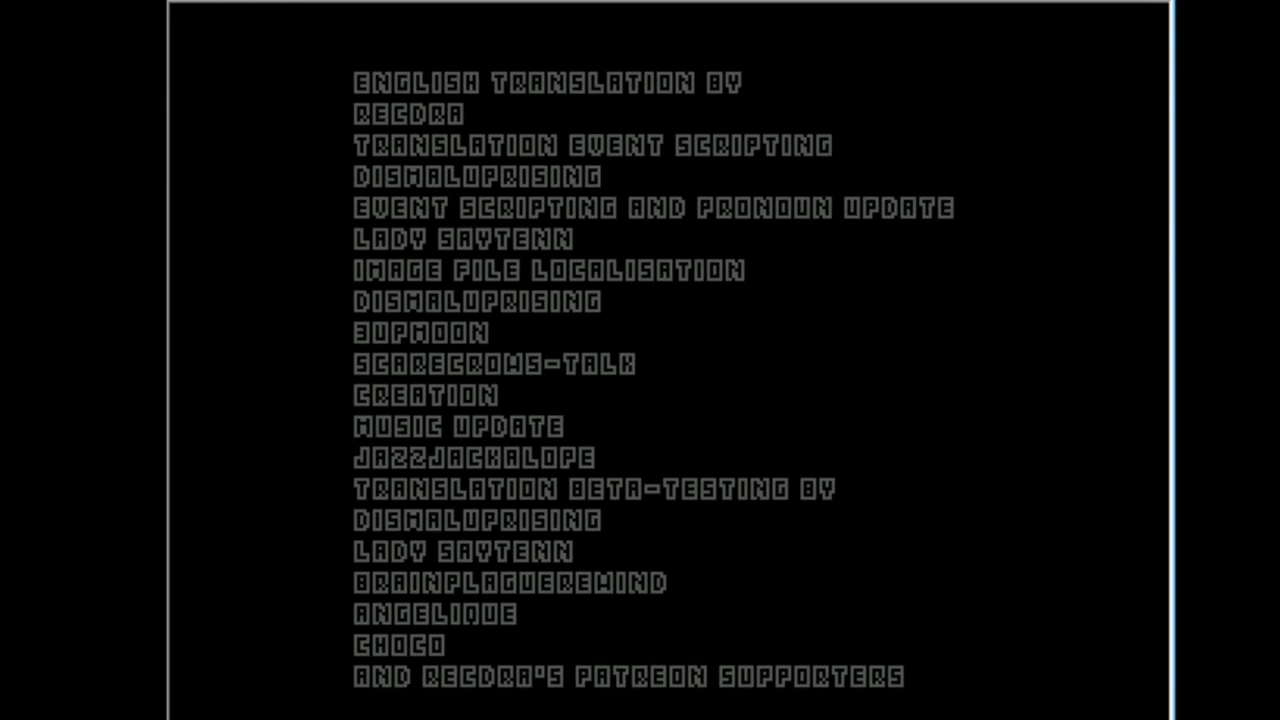 ENGLISH TRANSLATION BY
RECDRA
TRANSLATION EVENT SCRIPTING
DISMALUPRISING
EVENT SCRIPTING AND PRONOUN UPDATE
LADY SAYTENN
IMAGE FILE LOCALISATION
DISMALUPRISING
3UPMOON
SCARECROWS-TALK
CREATION
MUSIC UPDATE
JAZZJACKALOPE
TRANSLATION BETA-TESTING BY
DISMALUPRISING
LADY SAYTENN
BRAINPLAGUEREWIND
ANGELIQUE
CHOCO
AND RECDRA'S PATREON SUPPORTERS